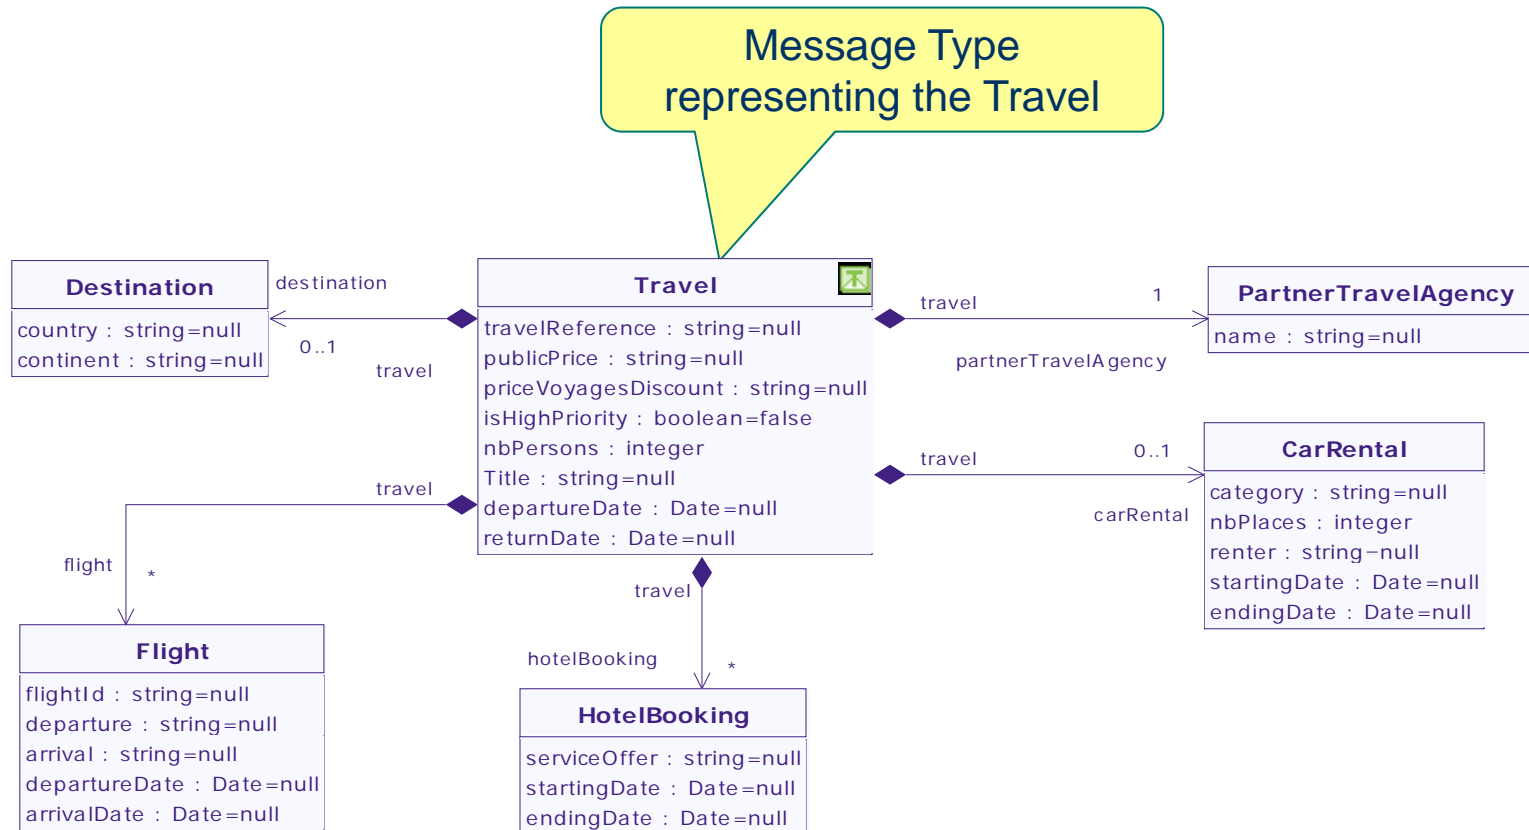 Message Type
representing the Travel
Destination
country : string=null
continent : string=null
destination
0..1
travel
Travel
travelReference : string=null
publicPrice : string=null
priceVoyagesDiscount : string=null
isHighPriority : boolean=false
nbPersons : integer
Title : string=null
departureDate : Date=null
returnDate : Date=null
travel
1
partnerTravelAgency
PartnerTravelAgency
name : string=null
travel
0..1
carRental
CarRental
category : string=null
nbPlaces : integer
renter : string=null
startingDate : Date=null
endingDate : Date=null
travel
flight
*
Flight
flightId : string=null
departure : string=null
arrival : string=null
departureDate : Date=null
arrivalDate : Date=null
travel
hotelBooking
*
HotelBooking
serviceOffer : string=null
startingDate : Date=null
endingDate : Date=null